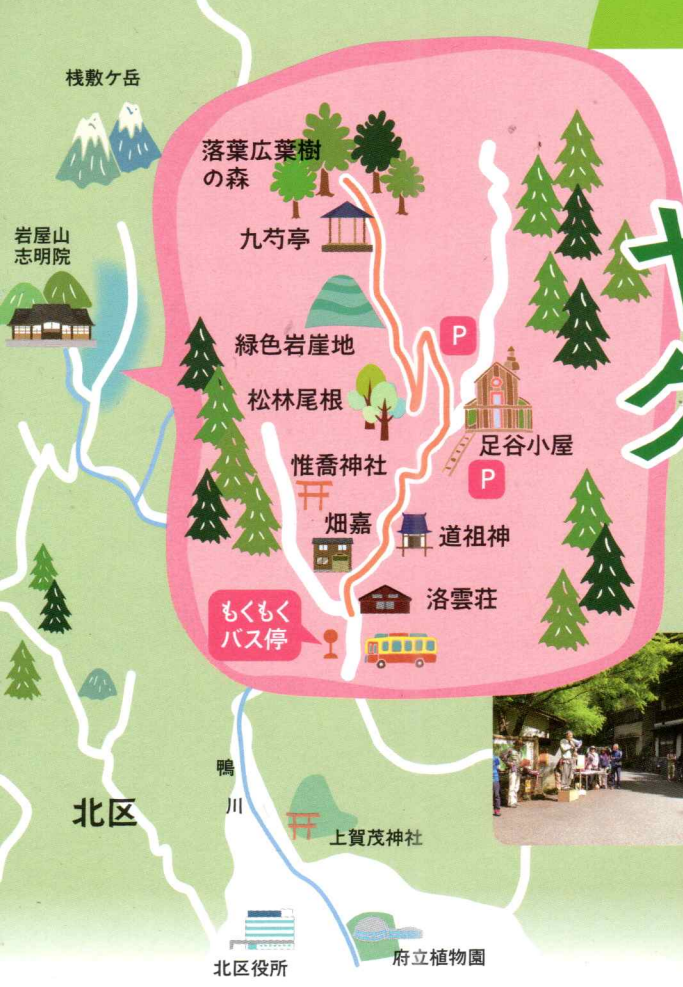 桟敷ケ岳
落葉広葉樹
の森
九芍亭
岩屋山
志明院
P
緑色岩崖地
松林尾根
足谷小屋
惟喬神社
P
畑嘉
道祖神
洛雲荘
もくもく
バス停
鴨川
北区
上賀茂神社
北区役所
府立植物園